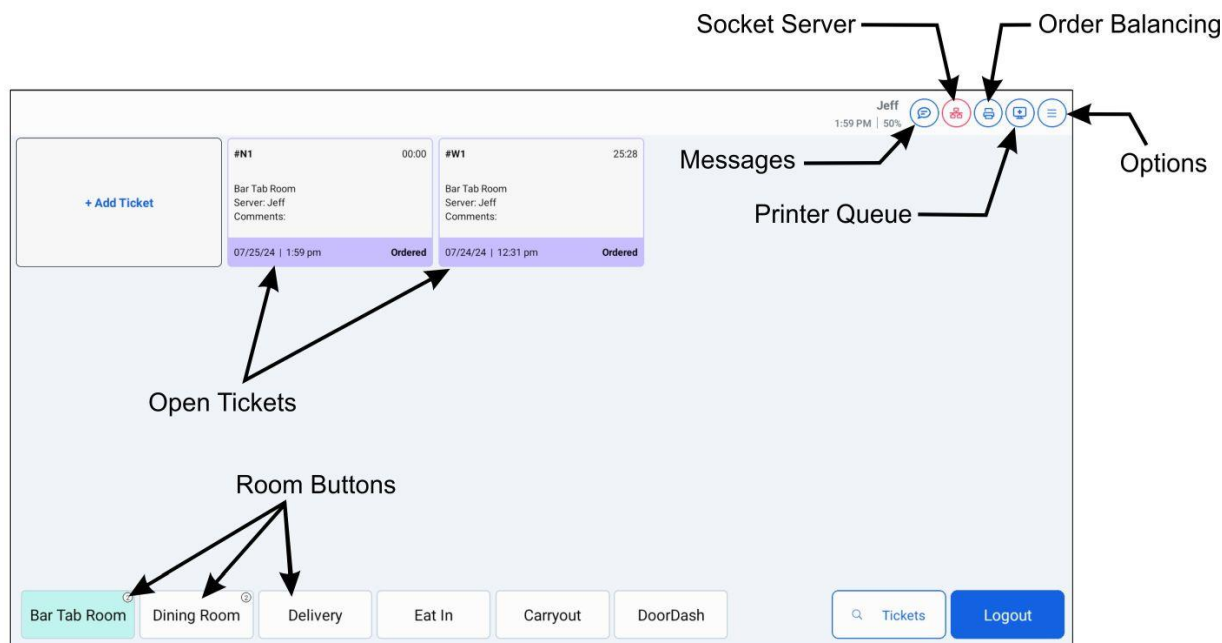 Socket Server
Order Balancing
Jeff
1:59 PM | 50%
Messages
Options
Printer Queue
+ Add Ticket
#N1 00:00
Bar Tab Room
Server: Jeff
Comments:
07/25/24 | 1:59 pm Ordered
#W1 25:28
Bar Tab Room
Server: Jeff
Comments:
07/24/24 | 12:31 pm Ordered
Open Tickets
Room Buttons
Bar Tab Room 2
Dining Room 2
Delivery
Eat In
Carryout
DoorDash
Tickets
Logout